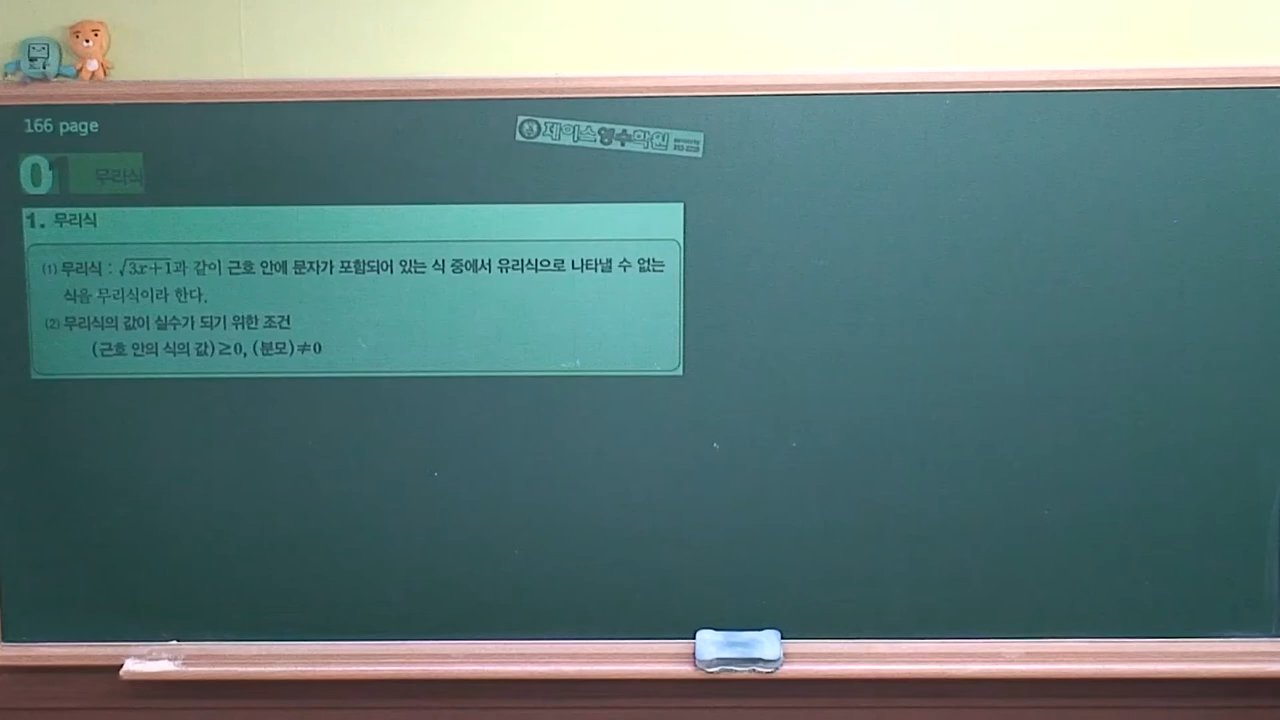 166 page
제이스영수학원
01 무리식
1. 무리식
(1) 무리식 : √3x+1과 같이 근호 안에 문자가 포함되어 있는 식 중에서 유리식으로 나타낼 수 없는
식을 무리식이라 한다.
(2) 무리식의 값이 실수가 되기 위한 조건
(근호 안의 식의 값)≥0, (분모)≠0